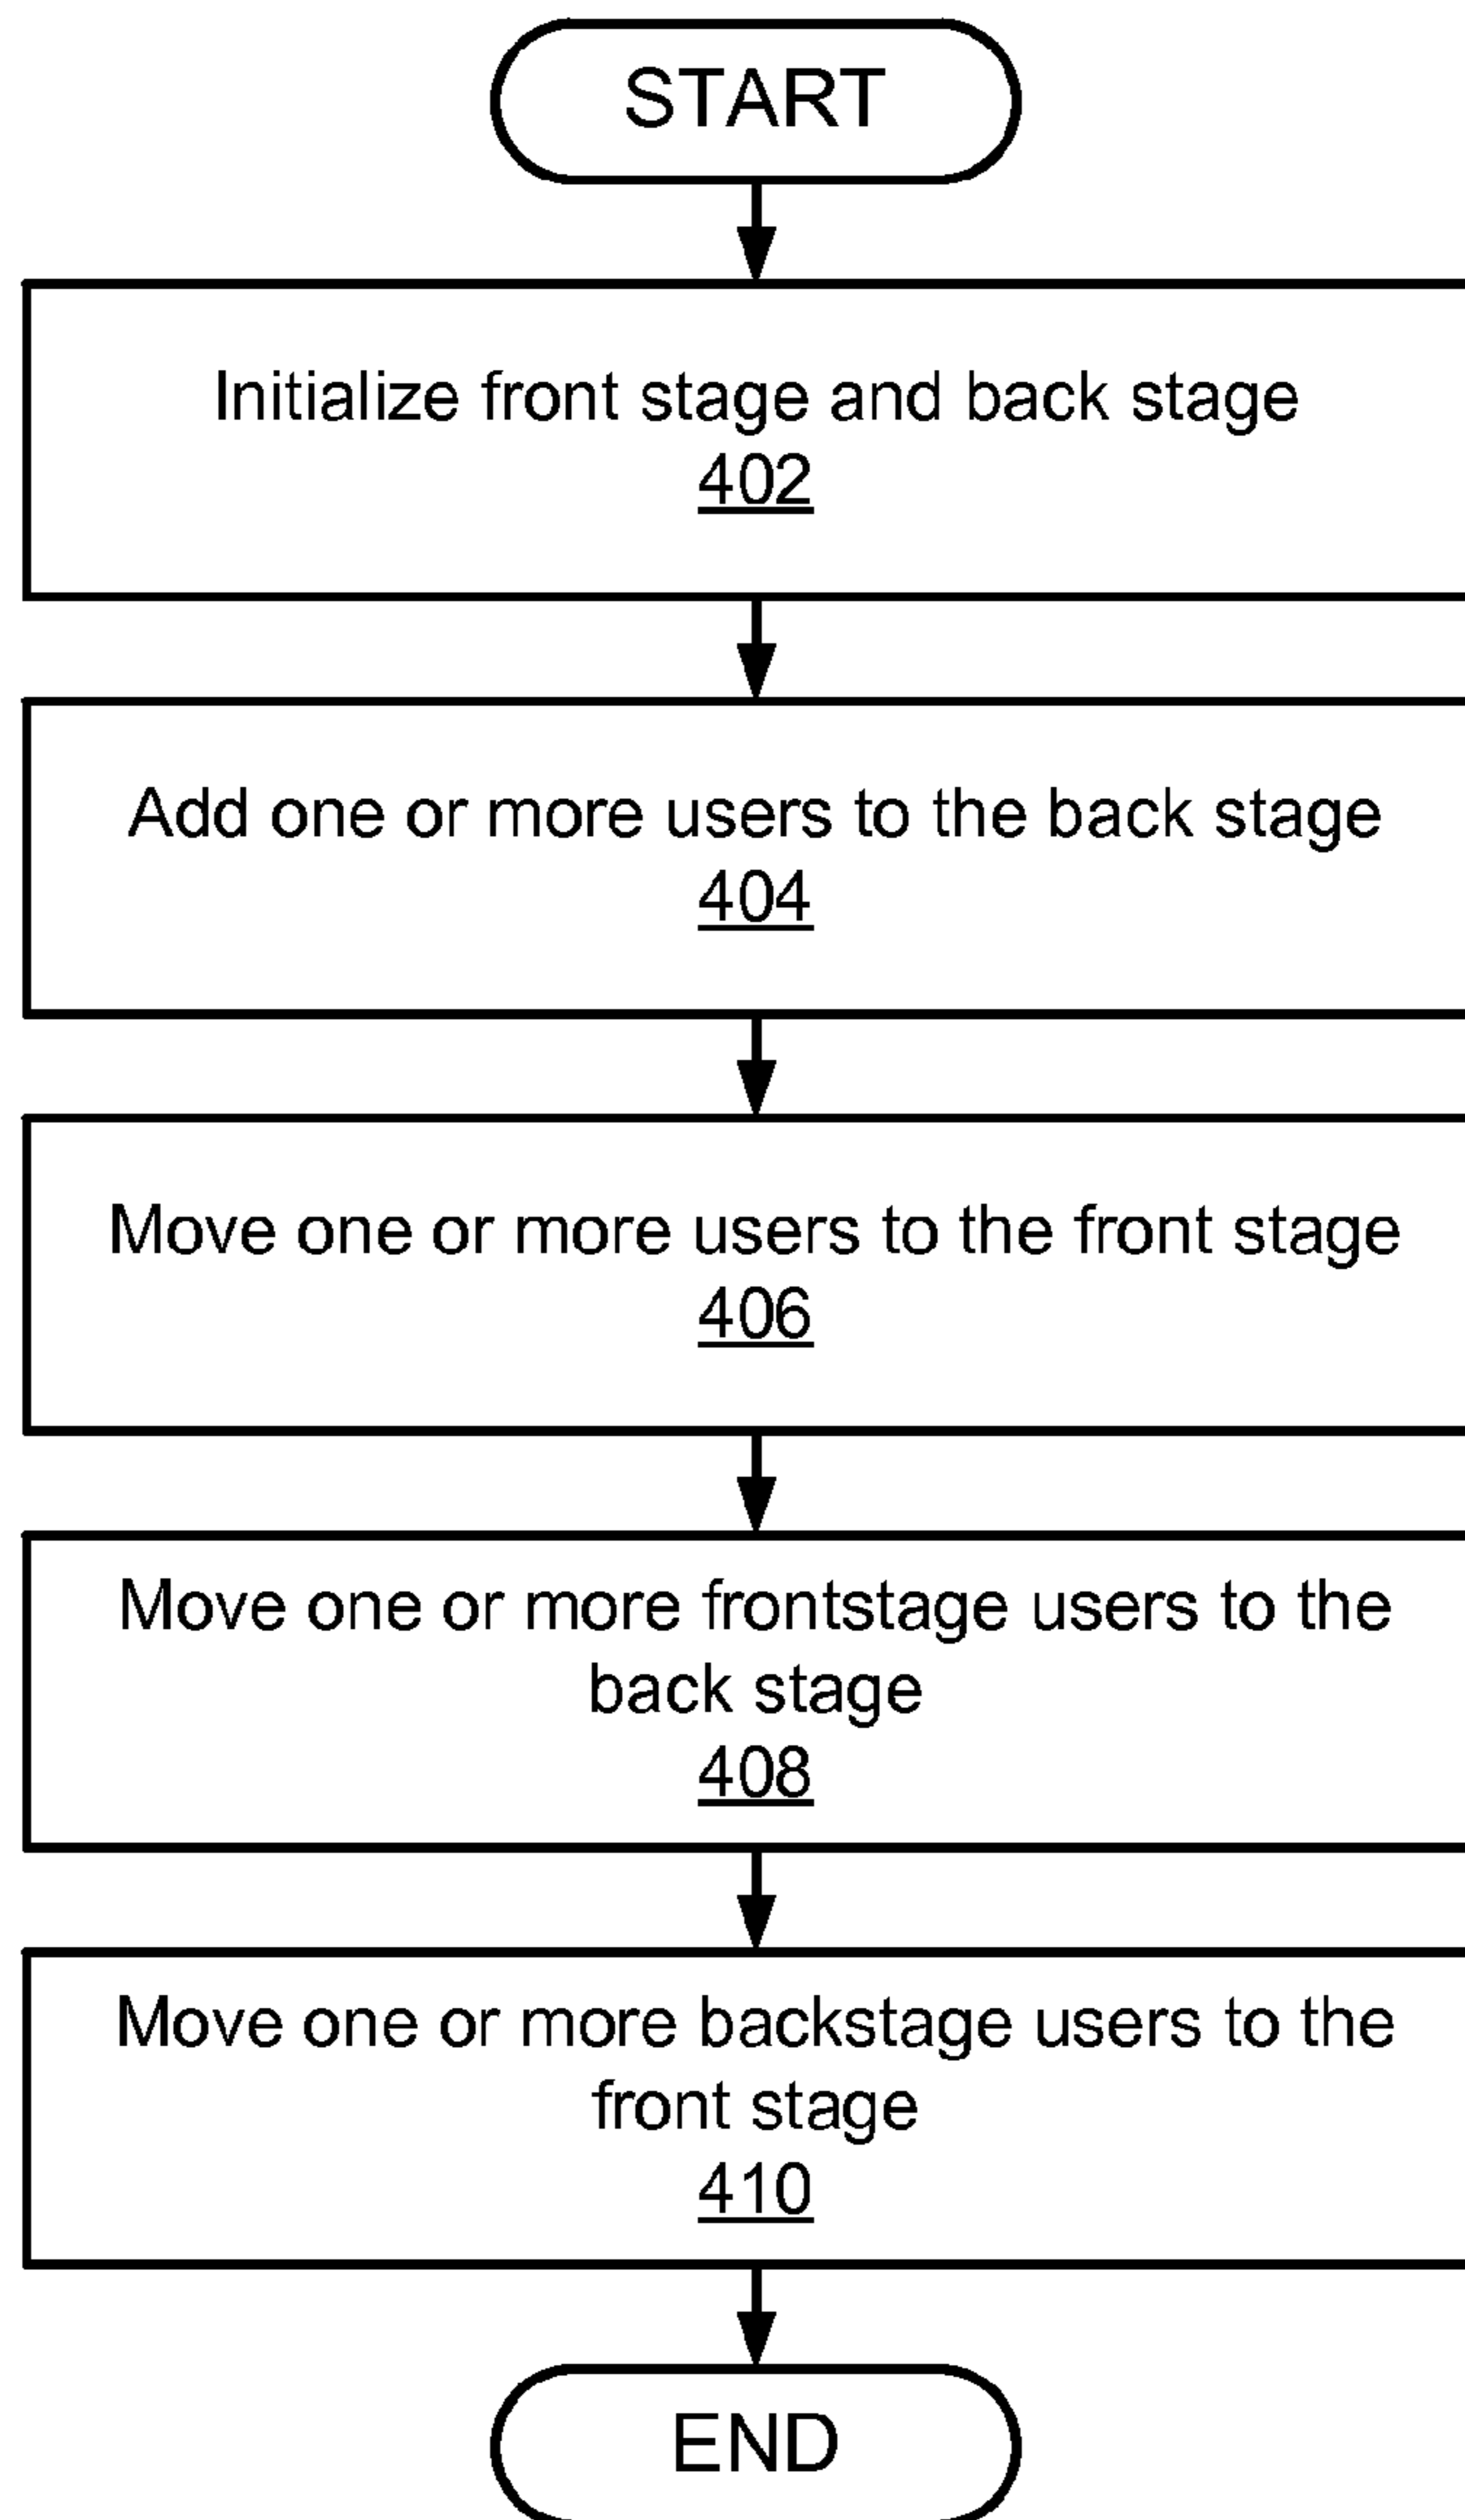 START
Initialize front stage and back stage
402
Add one or more users to the back stage
404
Move one or more users to the front stage
406
Move one or more frontstage users to the
back stage
408
Move one or more backstage users to the
front stage
410
END